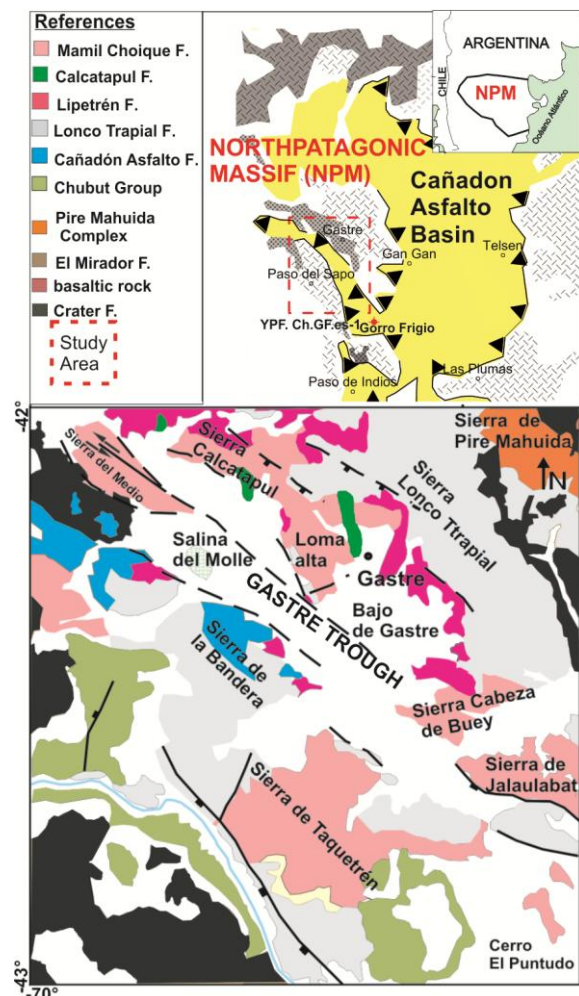 References
Mamil Choique F.
Calcatapul F.
Lipetrén F.
Lonco Trapial F.
Cañadón Asfalto F.
Chubut Group
Pire Mahuida
Complex
El Mirador F.
basaltic rock
Crater F.
Study
Area
ARGENTINA
CHILE
NPM
Océano Atlántico
NORTHPATAGONIC
MASSIF (NPM)
Cañadon
Asfalto
Basin
Gastre
Gan Gan
Telsen
Paso del Sapo
YPF. Ch.GF.es-1
Gorro Frigio
Paso de Indios
Las Plumas
-42°
Sierra del Medio
Sierra
Calcatapul
Sierra
Lonco Ttrapial
Sierra de
Pire Mahuida
N
Salina
del Molle
Loma
alta
Gastre
GASTRE TROUGH
Bajo
de Gastre
Sierra de
la Bandera
Sierra Cabeza
de Buey
Sierra de
Jalaulabat
Sierra de Taquetrén
Cerro
El Puntudo
-43°
-70°